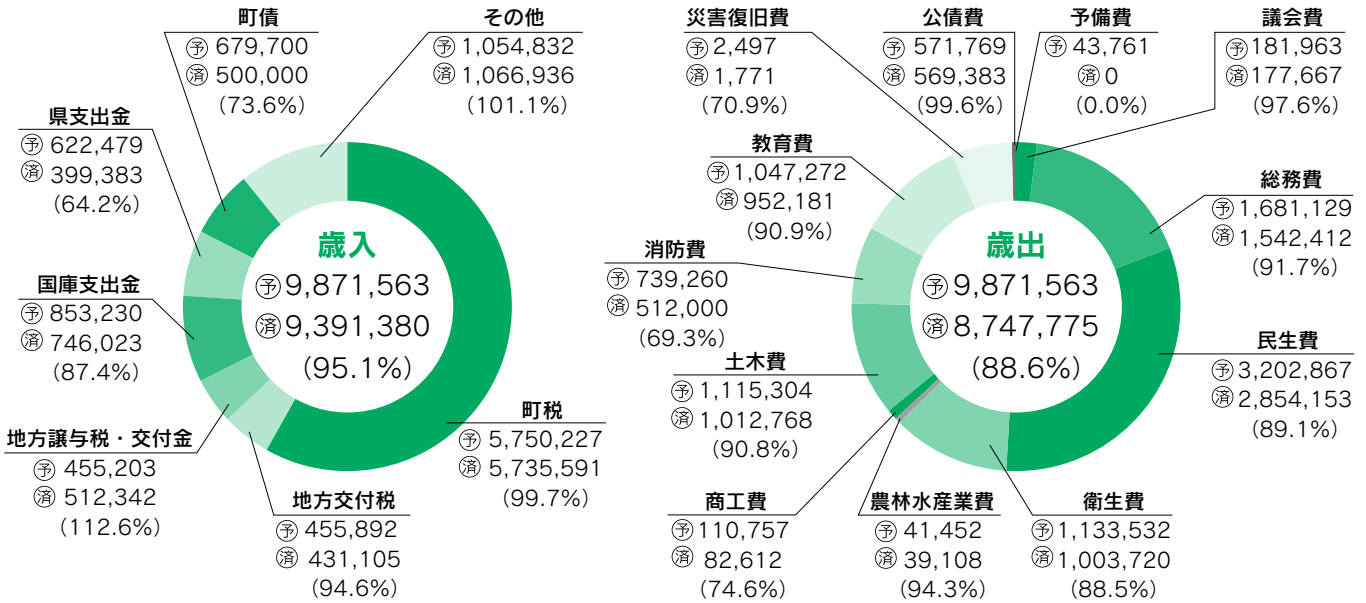 町債
予 679,700
済 500,000
(73.6%)
その他
予 1,054,832
済 1,066,936
(101.1%)
県支出金
予 622,479
済 399,383
(64.2%)
国庫支出金
予 853,230
済 746,023
(87.4%)
地方譲与税・交付金
予 455,203
済 512,342
(112.6%)
地方交付税
予 455,892
済 431,105
(94.6%)
町税
予 5,750,227
済 5,735,591
(99.7%)
歳入
予 9,871,563
済 9,391,380
(95.1%)
災害復旧費
予 2,497
済 1,771
(70.9%)
公債費
予 571,769
済 569,383
(99.6%)
予備費
予 43,761
済 0
(0.0%)
議会費
予 181,963
済 177,667
(97.6%)
教育費
予 1,047,272
済 952,181
(90.9%)
総務費
予 1,681,129
済 1,542,412
(91.7%)
消防費
予 739,260
済 512,000
(69.3%)
歳出
予 9,871,563
済 8,747,775
(88.6%)
民生費
予 3,202,867
済 2,854,153
(89.1%)
土木費
予 1,115,304
済 1,012,768
(90.8%)
商工費
予 110,757
済 82,612
(74.6%)
農林水産業費
予 41,452
済 39,108
(94.3%)
衛生費
予 1,133,532
済 1,003,720
(88.5%)